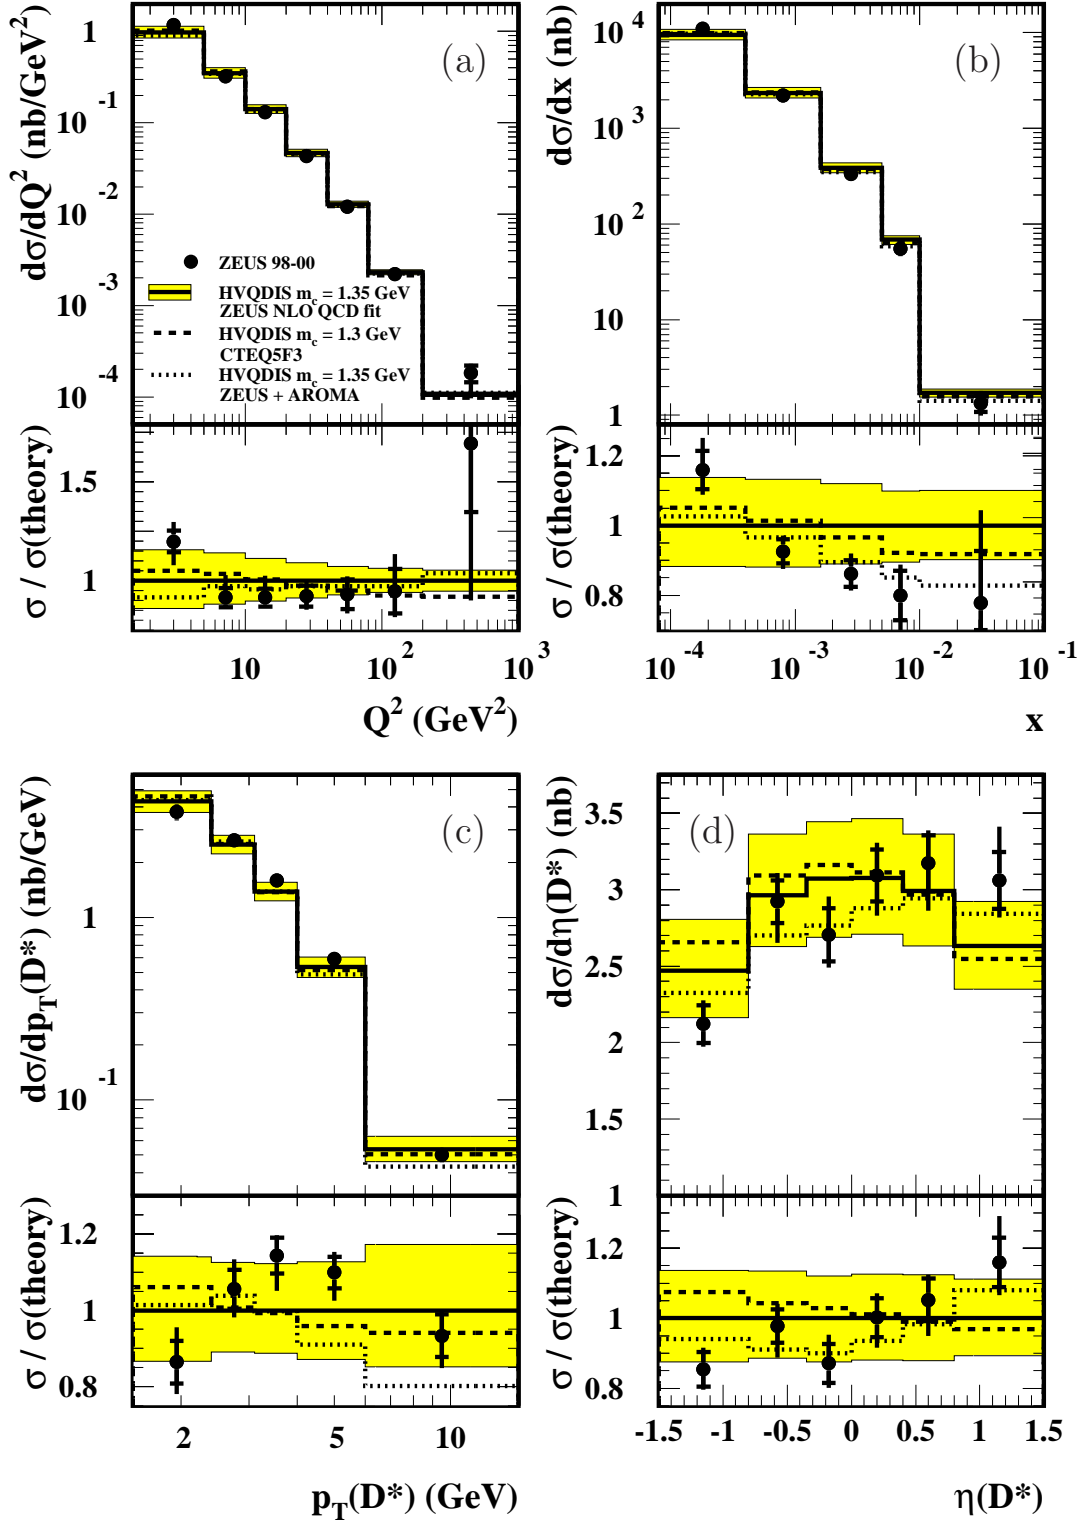 dσ/dQ² (nb/GeV²)
1
10⁻¹
10⁻²
10⁻³
10⁻⁴
(a)
ZEUS 98-00
HVQDIS m_c = 1.35 GeV
ZEUS NLO QCD fit
HVQDIS m_c = 1.3 GeV
CTEQ5F3
HVQDIS m_c = 1.35 GeV
ZEUS + AROMA
σ / σ(theory)
1.5
1
10 10² 10³
Q² (GeV²)
dσ/dx (nb)
10⁴
10³
10²
10
1
(b)
σ / σ(theory)
1.2
1
0.8
10⁻⁴ 10⁻³ 10⁻² 10⁻¹
x
dσ/dp_T(D*) (nb/GeV)
1
10⁻¹
(c)
σ / σ(theory)
1.2
1
0.8
2 5 10
p_T(D*) (GeV)
dσ/dη(D*) (nb)
3.5
3
2.5
2
1.5
1
(d)
σ / σ(theory)
1.2
1
0.8
-1.5 -1 -0.5 0 0.5 1 1.5
η(D*)